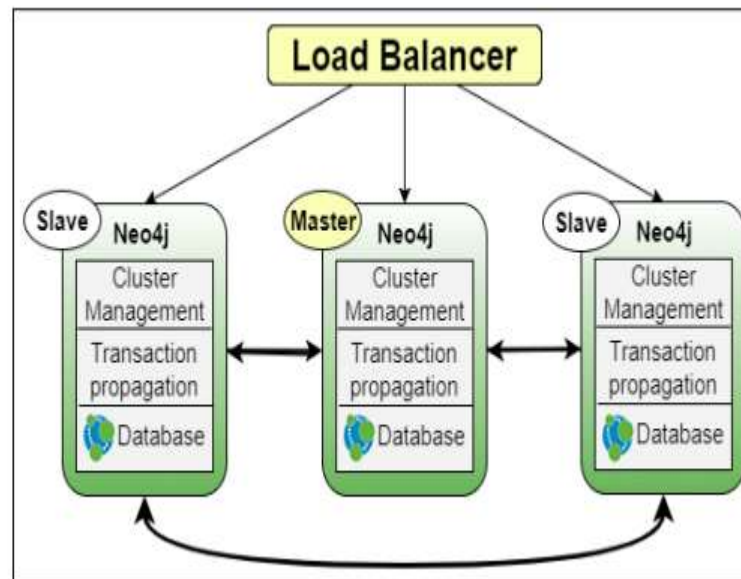 Load Balancer
Slave
Neo4j
Cluster
Management
Transaction
propagation
Database
Master
Neo4j
Cluster
Management
Transaction
propagation
Database
Slave
Neo4j
Cluster
Management
Transaction
propagation
Database